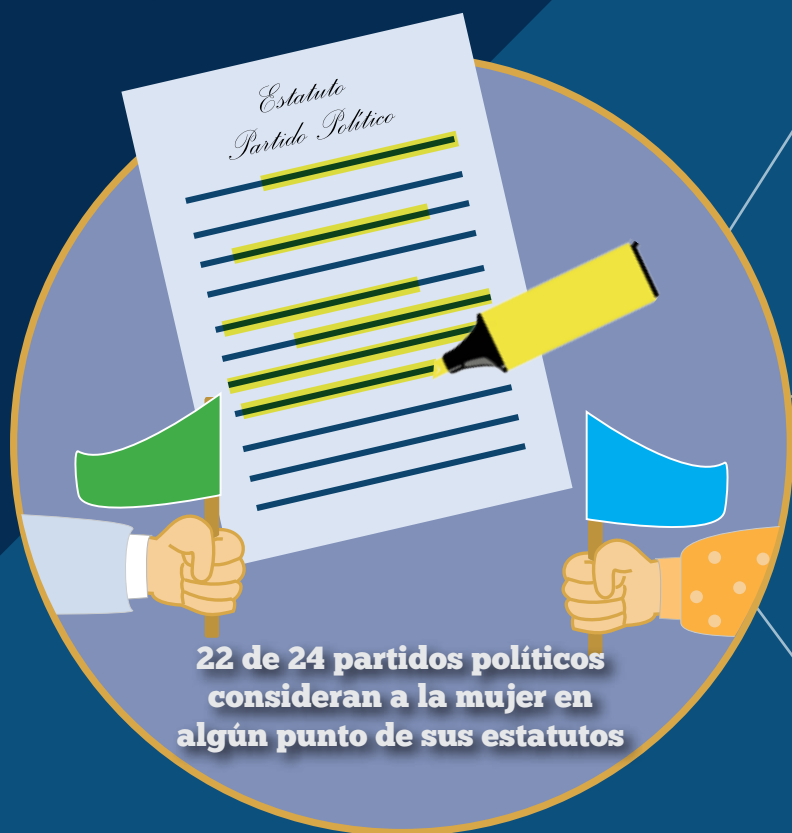 Estatuto
Partido Político
22 de 24 partidos políticos
consideran a la mujer en
algún punto de sus estatutos